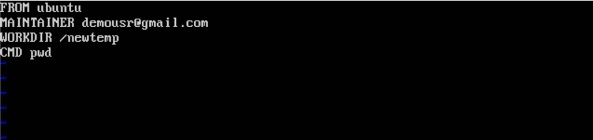 FROM ubuntu
MAINTAINER demousr@gmail.com
WORKDIR /newtemp
CMD pwd
~
~
~
~
~